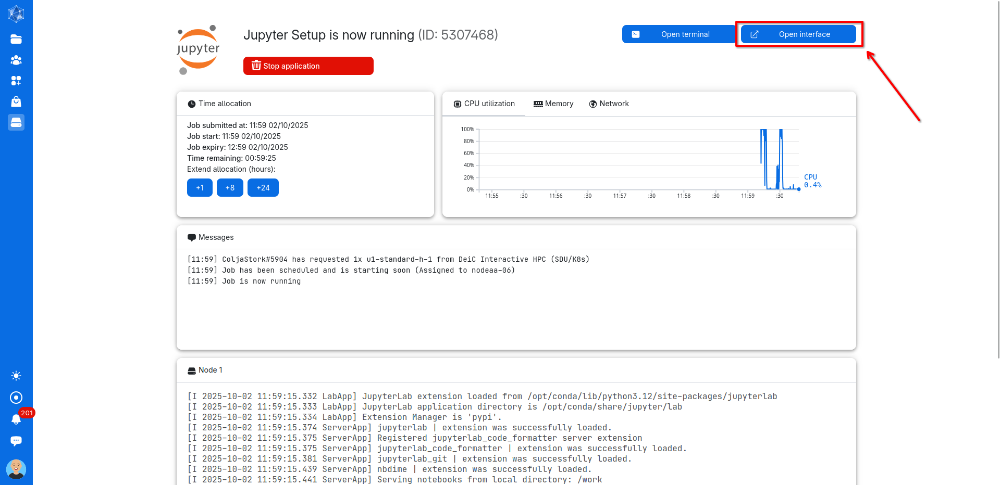 jupyter
Jupyter Setup is now running (ID: 5307468)
Open terminal
Open interface
Stop application
Time allocation
Job submitted at: 11:59 02/10/2025
Job start: 11:59 02/10/2025
Job expiry: 12:59 02/10/2025
Time remaining: 00:59:25
Extend allocation (hours):
+1 +8 +24
CPU utilization Memory Network
100%
80%
60%
40%
20%
0%
11:55 :30 11:56 :30 11:57 :30 11:58 :30 11:59 :30
CPU
0.4%
Messages
[11:59] ColjaStork#5904 has requested 1x u1-standard-h-1 from DeiC Interactive HPC (SDU/K8s)
[11:59] Job has been scheduled and is starting soon (Assigned to nodeaa-06)
[11:59] Job is now running
Node 1
[I 2025-10-02 11:59:15.332 LabApp] JupyterLab extension loaded from /opt/conda/lib/python3.12/site-packages/jupyterlab
[I 2025-10-02 11:59:15.333 LabApp] JupyterLab application directory is /opt/conda/share/jupyter/lab
[I 2025-10-02 11:59:15.334 LabApp] Extension Manager is 'pypi'.
[I 2025-10-02 11:59:15.374 ServerApp] jupyterlab | extension was successfully loaded.
[I 2025-10-02 11:59:15.375 ServerApp] Registered jupyterlab_code_formatter server extension
[I 2025-10-02 11:59:15.375 ServerApp] jupyterlab_code_formatter | extension was successfully loaded.
[I 2025-10-02 11:59:15.381 ServerApp] jupyterlab_git | extension was successfully loaded.
[I 2025-10-02 11:59:15.439 ServerApp] nbdime | extension was successfully loaded.
[I 2025-10-02 11:59:15.441 ServerApp] Serving notebooks from local directory: /work
201